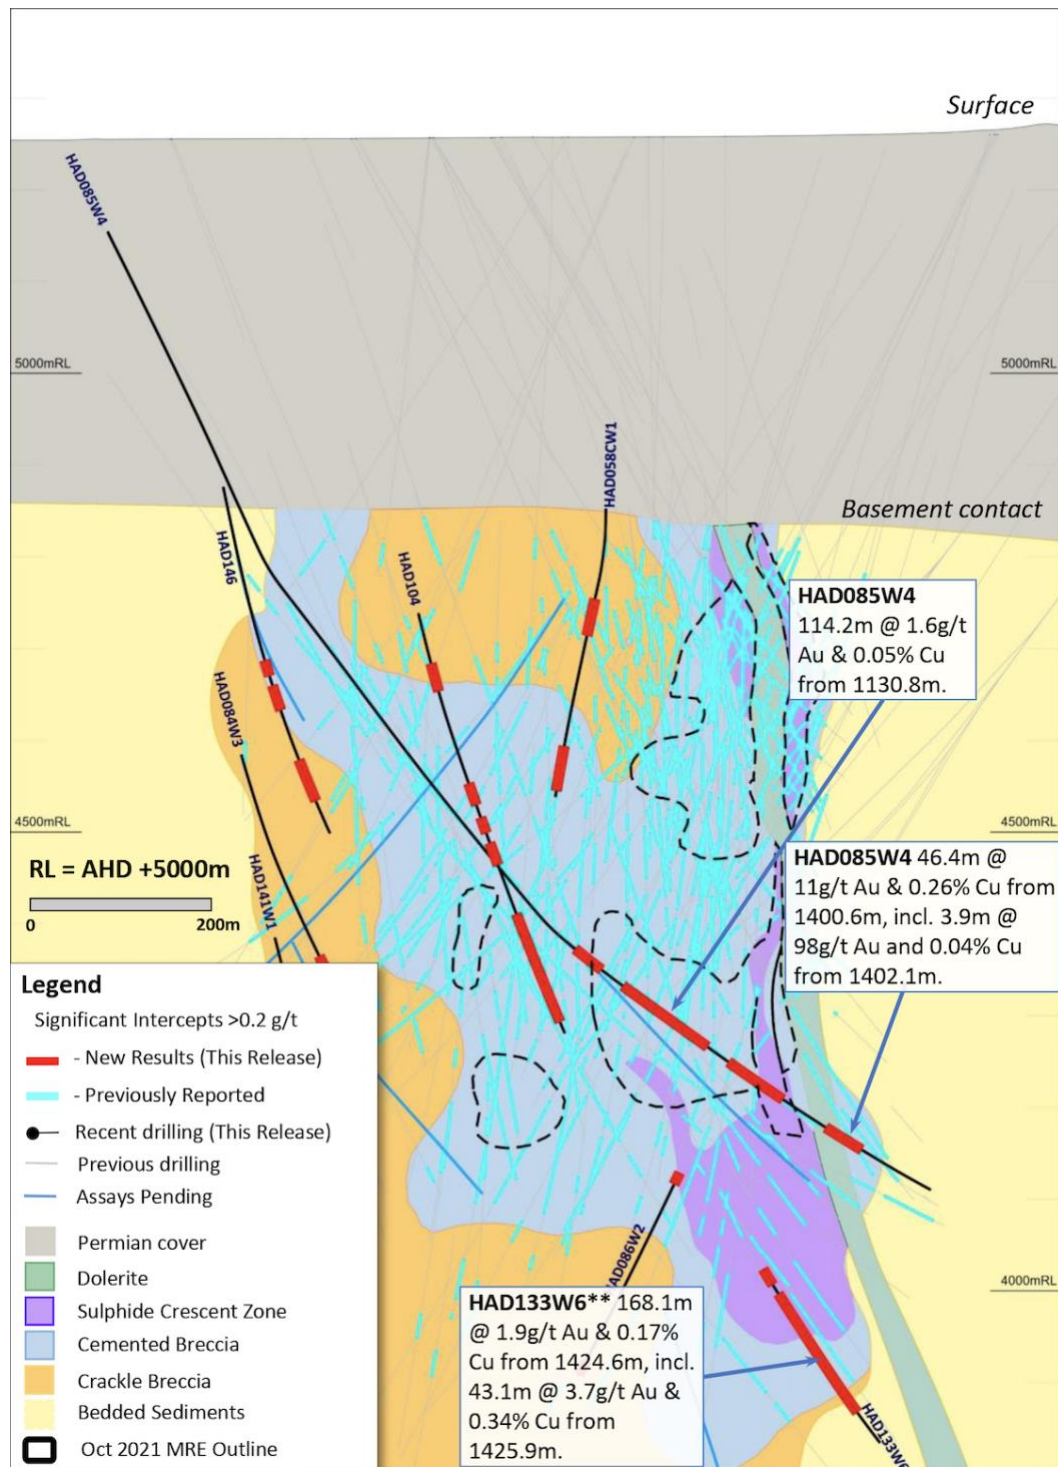 Surface
HAD085W4
5000mRL
5000mRL
HAD058CW1
Basement contact
HAD146
HAD104
HAD085W4
114.2m @ 1.6g/t
Au & 0.05% Cu
from 1130.8m.
HAD084W3
4500mRL
4500mRL
HAD085W4 46.4m @
11g/t Au & 0.26% Cu from
1400.6m, incl. 3.9m @
98g/t Au and 0.04% Cu
from 1402.1m.
RL = AHD +5000m
0
200m
HAD141W1
Legend
Significant Intercepts >0.2 g/t
- New Results (This Release)
- Previously Reported
Recent drilling (This Release)
Previous drilling
Assays Pending
Permian cover
Dolerite
Sulphide Crescent Zone
Cemented Breccia
Crackle Breccia
Bedded Sediments
Oct 2021 MRE Outline
HAD086W2
4000mRL
HAD133W6** 168.1m
@ 1.9g/t Au & 0.17%
Cu from 1424.6m, incl.
43.1m @ 3.7g/t Au &
0.34% Cu from
1425.9m.
HAD133W6